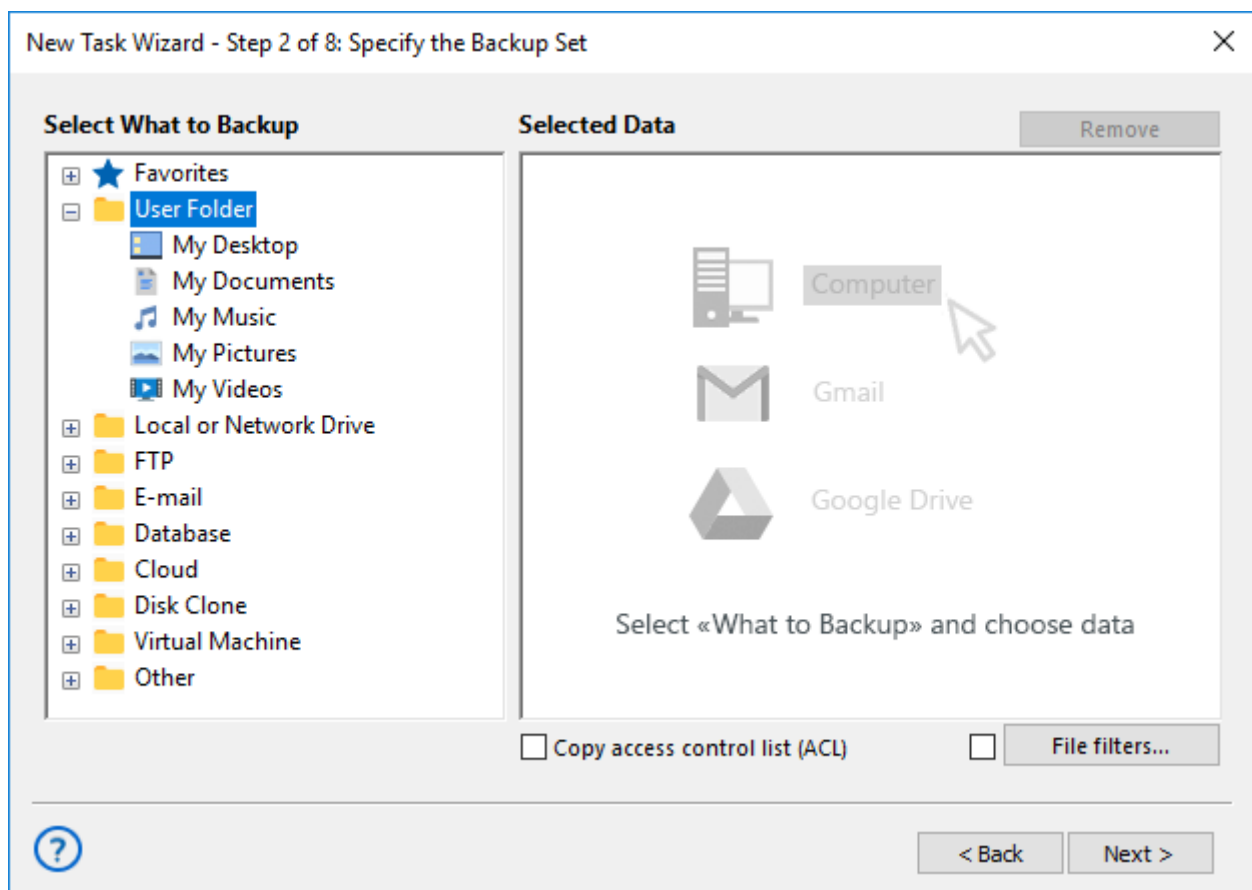 New Task Wizard - Step 2 of 8: Specify the Backup Set
Select What to Backup
Favorites
User Folder
My Desktop
My Documents
My Music
My Pictures
My Videos
Local or Network Drive
FTP
E-mail
Database
Cloud
Disk Clone
Virtual Machine
Other
Selected Data
Remove
Computer
Gmail
Google Drive
Select «What to Backup» and choose data
Copy access control list (ACL)
File filters...
?
< Back
Next >